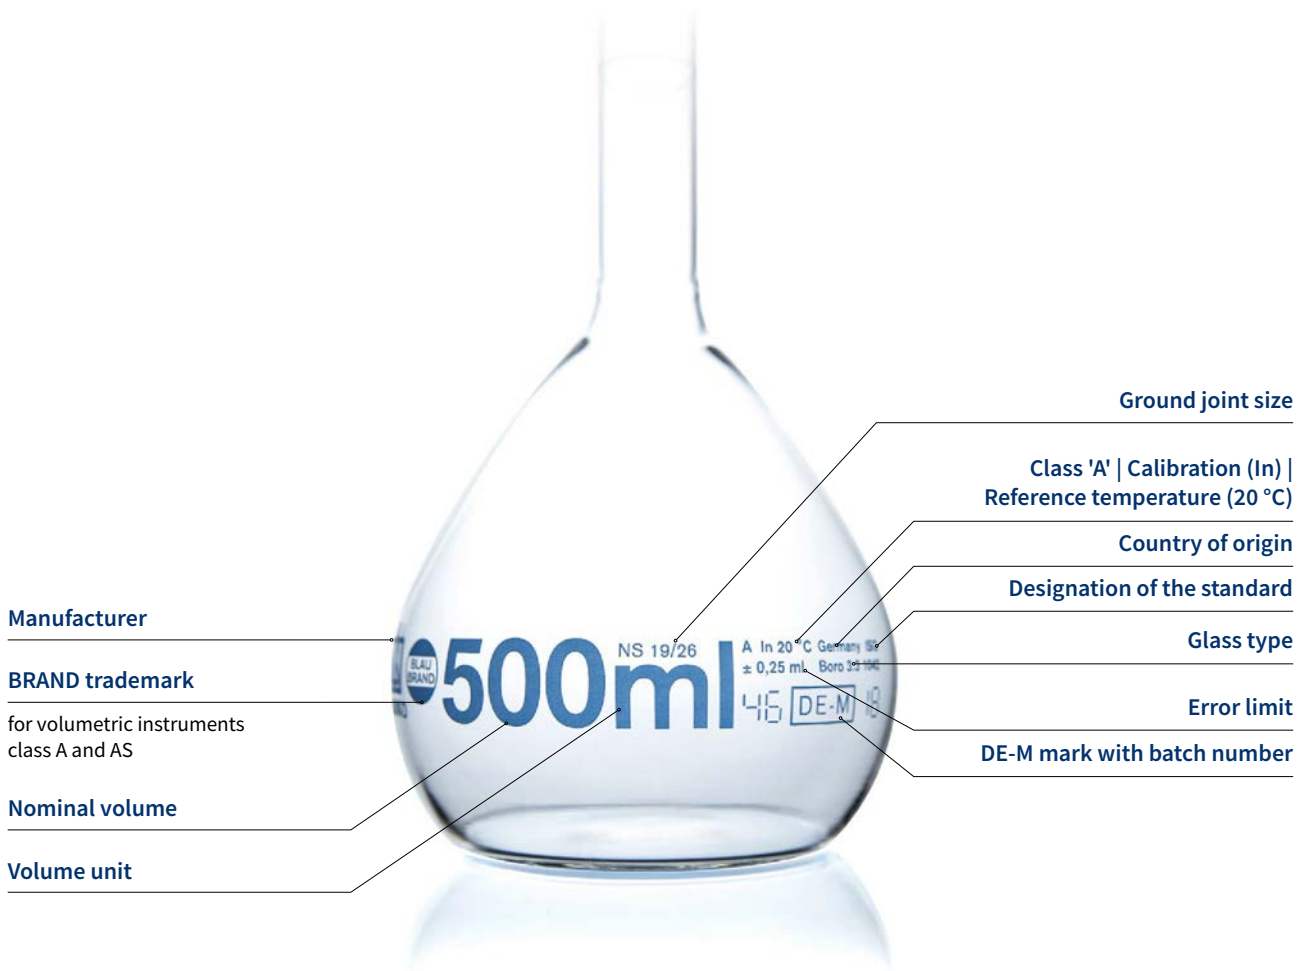 Ground joint size
Class 'A' | Calibration (In) |
Reference temperature (20 °C)
Country of origin
Designation of the standard
Glass type
Error limit
DE-M mark with batch number
Manufacturer
BRAND trademark
for volumetric instruments
class A and AS
Nominal volume
Volume unit
BLAU
BRAND
500ml
NS 19/26
A In 20 °C Germany
± 0,25 ml Boro
46 DE-M 18